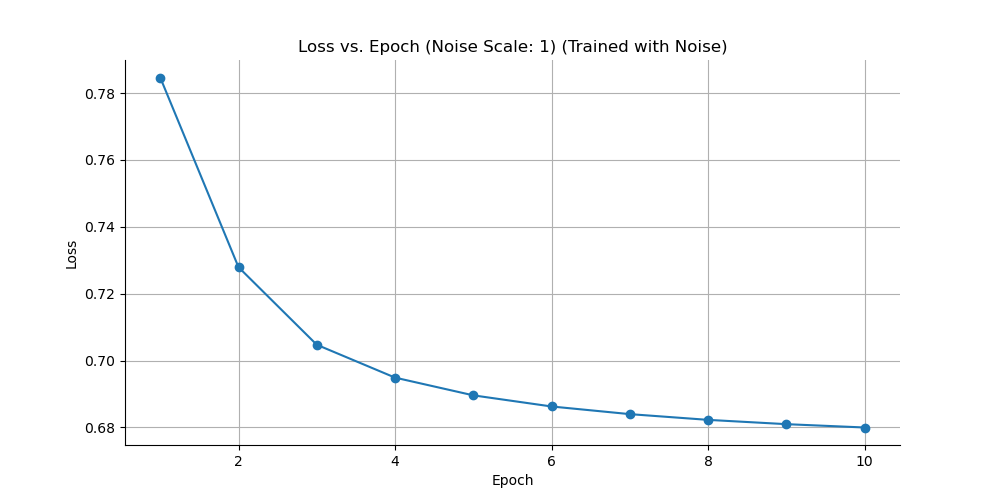 Loss vs. Epoch (Noise Scale: 1) (Trained with Noise)
0.78
0.76
0.74
0.72
0.70
0.68
Loss
2 4 6 8 10
Epoch